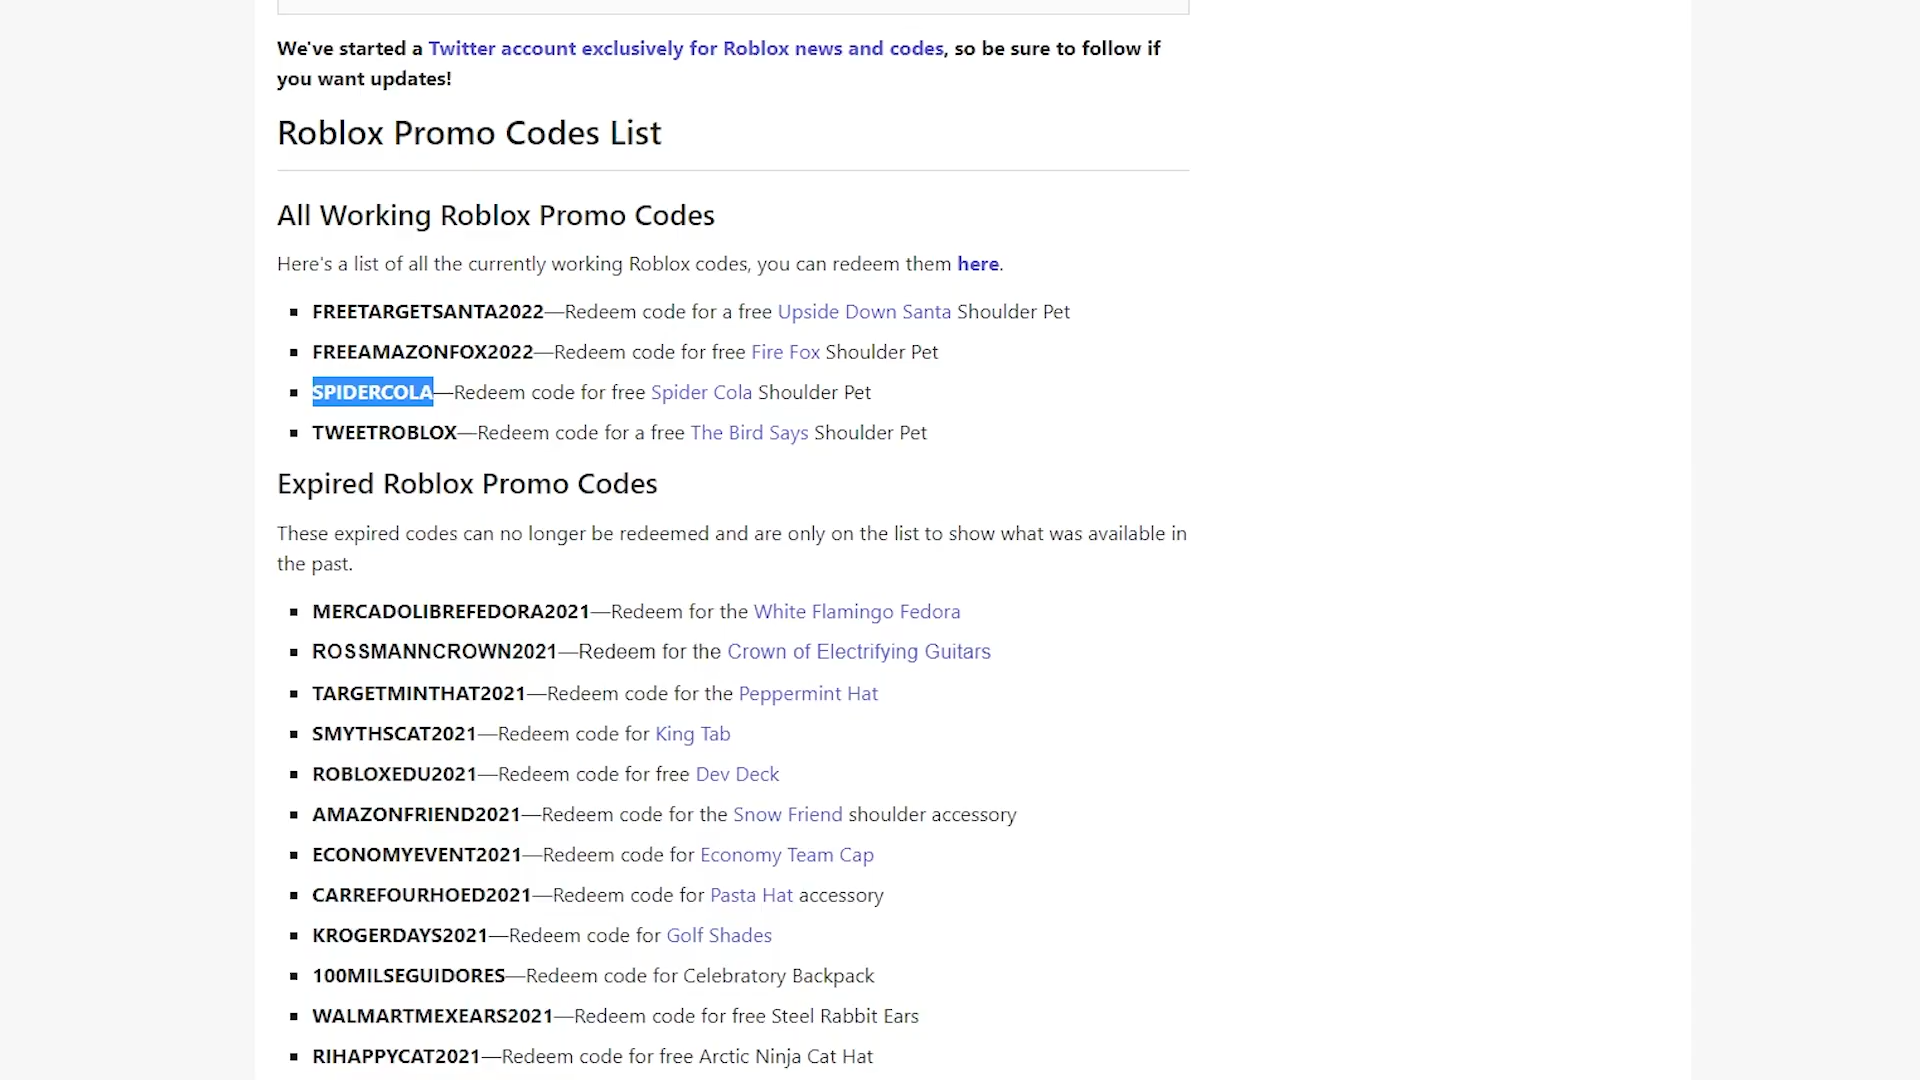 We've started a Twitter account exclusively for Roblox news and codes, so be sure to follow if
you want updates!
Roblox Promo Codes List
All Working Roblox Promo Codes
Here's a list of all the currently working Roblox codes, you can redeem them here.
▪ FREETARGETSANTA2022—Redeem code for a free Upside Down Santa Shoulder Pet
▪ FREEAMAZONFOX2022—Redeem code for free Fire Fox Shoulder Pet
▪ SPIDERCOLA—Redeem code for free Spider Cola Shoulder Pet
▪ TWEETROBLOX—Redeem code for a free The Bird Says Shoulder Pet
Expired Roblox Promo Codes
These expired codes can no longer be redeemed and are only on the list to show what was available in
the past.
▪ MERCADOLIBREFEDORA2021—Redeem for the White Flamingo Fedora
▪ ROSSMANNCROWN2021—Redeem for the Crown of Electrifying Guitars
▪ TARGETMINTHAT2021—Redeem code for the Peppermint Hat
▪ SMYTHSCAT2021—Redeem code for King Tab
▪ ROBLOXEDU2021—Redeem code for free Dev Deck
▪ AMAZONFRIEND2021—Redeem code for the Snow Friend shoulder accessory
▪ ECONOMYEVENT2021—Redeem code for Economy Team Cap
▪ CARREFOURHOED2021—Redeem code for Pasta Hat accessory
▪ KROGERDAYS2021—Redeem code for Golf Shades
▪ 100MILSEGUIDORES—Redeem code for Celebratory Backpack
▪ WALMARTMEXEARS2021—Redeem code for free Steel Rabbit Ears
▪ RIHAPPYCAT2021—Redeem code for free Arctic Ninja Cat Hat